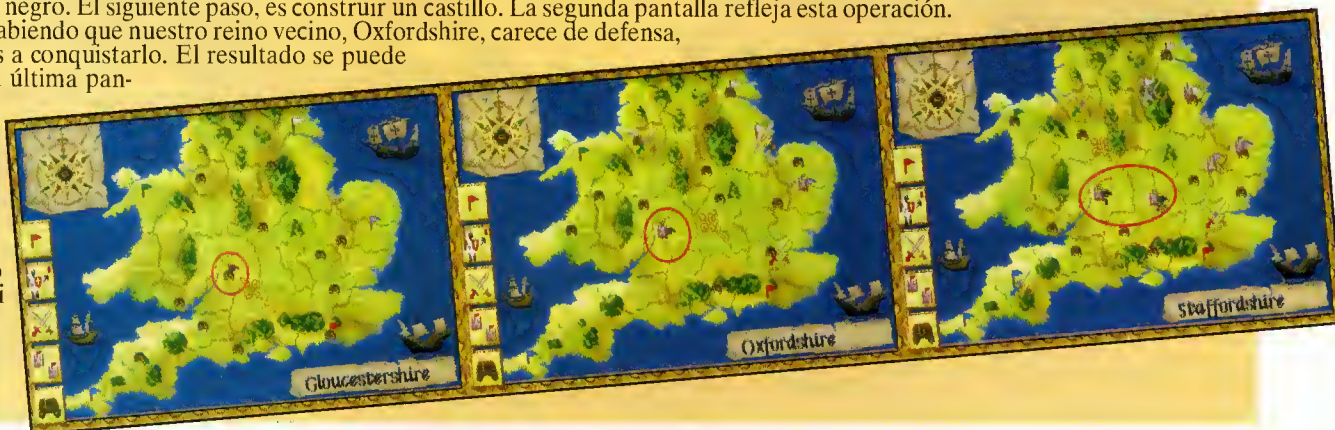 negro. El siguiente paso, es construir un castillo. La segunda pantalla refleja esta operación.
abiendo que nuestro reino vecino, Oxfordshire, carece de defensa,
s a conquistarlo. El resultado se puede
última pan-
Gloucestershire
Oxfordshire
Staffordshire